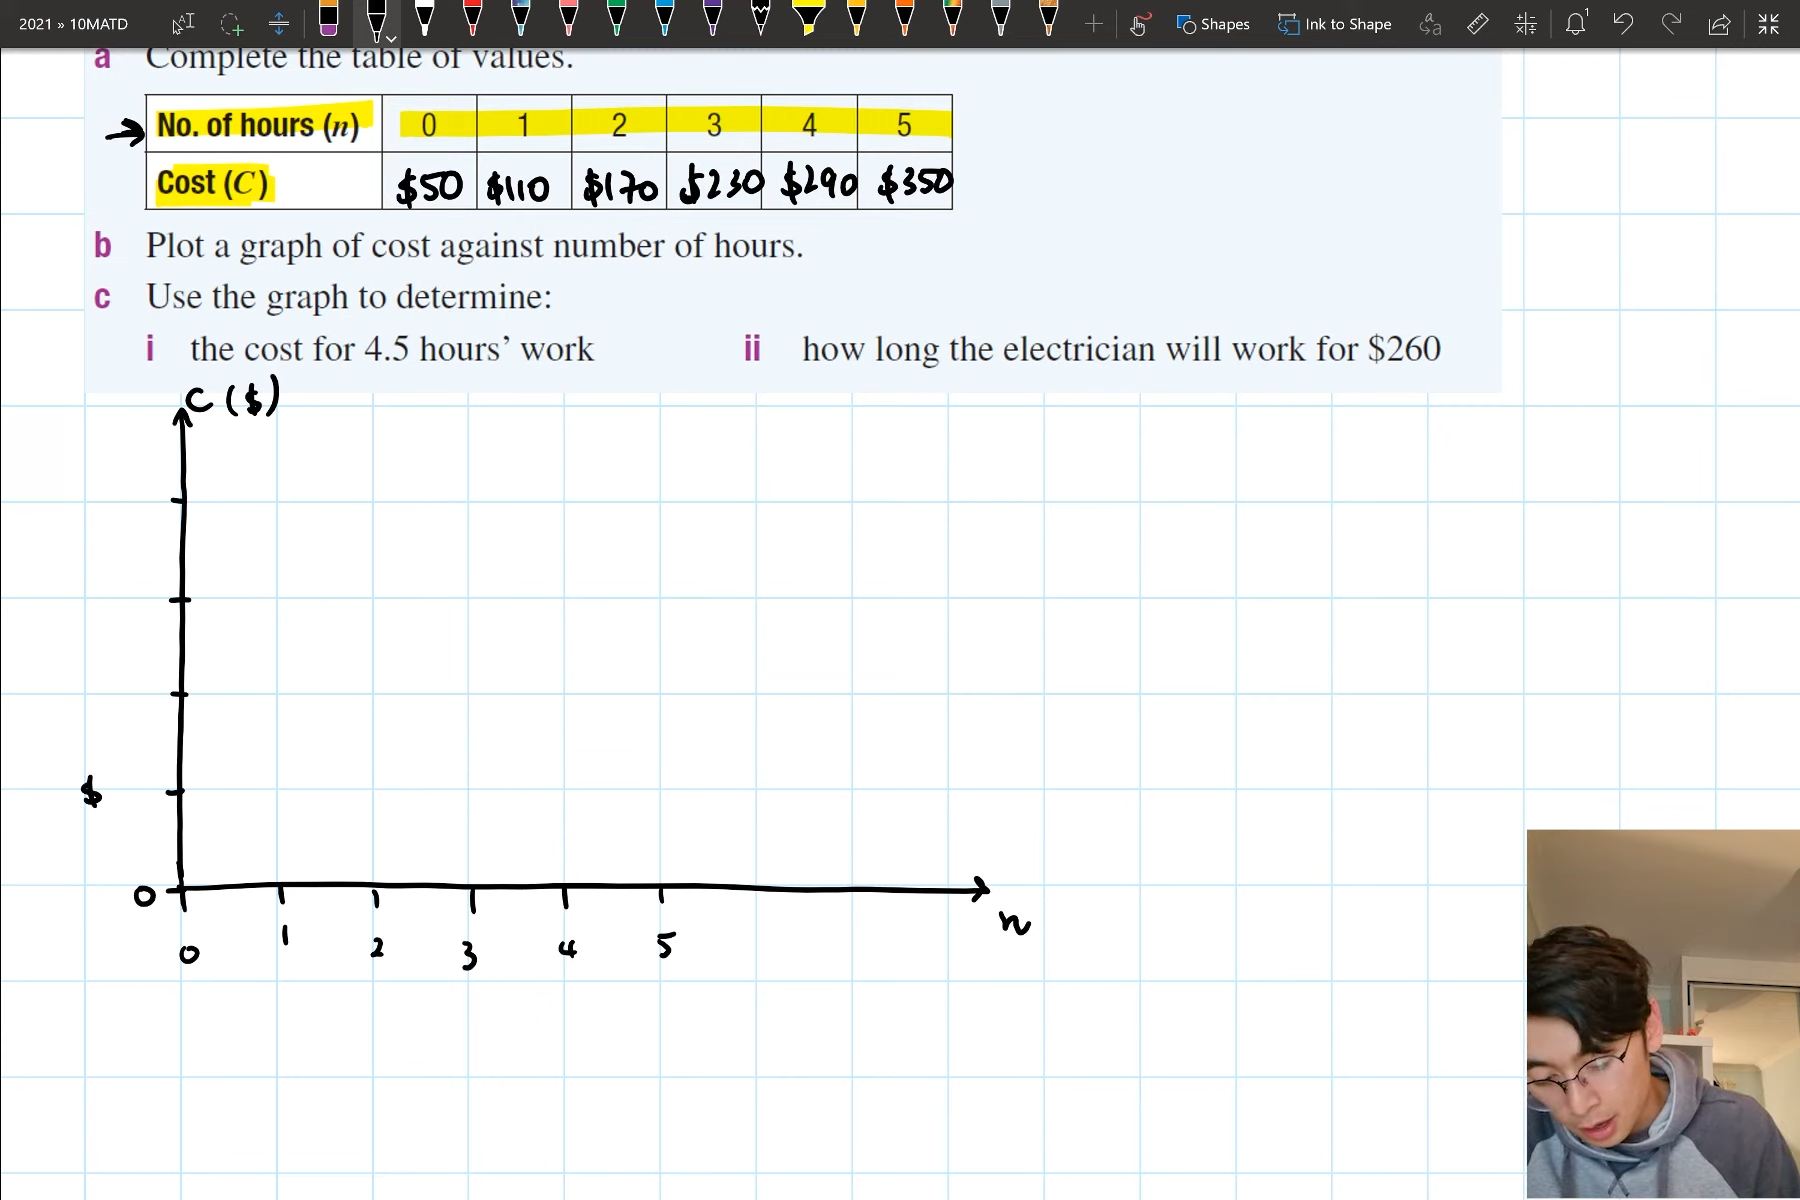 2021 » 10MATD
Shapes
Ink to Shape
1
a Complete the table of values.
No. of hours (n) 0 1 2 3 4 5
Cost (C) $50 $110 $170 $230 $290 $350
b Plot a graph of cost against number of hours.
c Use the graph to determine:
i the cost for 4.5 hours’ work ii how long the electrician will work for $260
C ($)
$
0
n
0 1 2 3 4 5